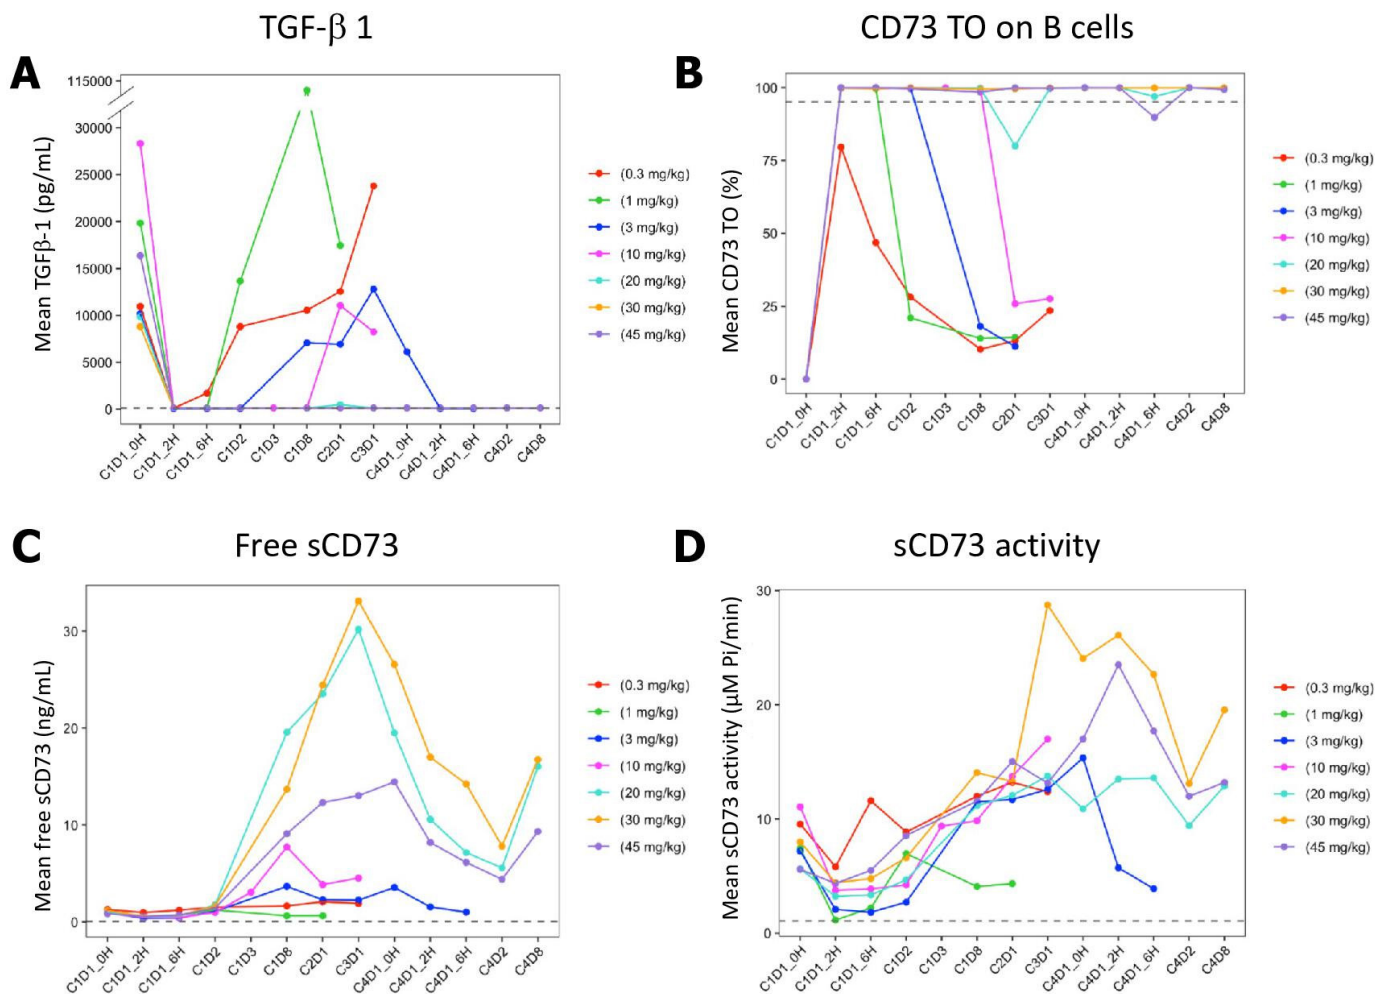 TGF-β 1
A
Mean TGFβ-1 (pg/mL)
115000
30000
25000
20000
15000
10000
5000
0
C1D1_0H
C1D1_2H
C1D1_6H
C1D2
C1D3
C1D8
C2D1
C3D1
C4D1_0H
C4D1_2H
C4D1_6H
C4D2
C4D8
(0.3 mg/kg)
(1 mg/kg)
(3 mg/kg)
(10 mg/kg)
(20 mg/kg)
(30 mg/kg)
(45 mg/kg)
CD73 TO on B cells
B
Mean CD73 TO (%)
100
75
50
25
0
C1D1_0H
C1D1_2H
C1D1_6H
C1D2
C1D3
C1D8
C2D1
C3D1
C4D1_0H
C4D1_2H
C4D1_6H
C4D2
C4D8
(0.3 mg/kg)
(1 mg/kg)
(3 mg/kg)
(10 mg/kg)
(20 mg/kg)
(30 mg/kg)
(45 mg/kg)
Free sCD73
C
Mean free sCD73 (ng/mL)
30
20
10
0
C1D1_0H
C1D1_2H
C1D1_6H
C1D2
C1D3
C1D8
C2D1
C3D1
C4D1_0H
C4D1_2H
C4D1_6H
C4D2
C4D8
(0.3 mg/kg)
(1 mg/kg)
(3 mg/kg)
(10 mg/kg)
(20 mg/kg)
(30 mg/kg)
(45 mg/kg)
sCD73 activity
D
Mean sCD73 activity (µM Pi/min)
30
20
10
0
C1D1_0H
C1D1_2H
C1D1_6H
C1D2
C1D3
C1D8
C2D1
C3D1
C4D1_0H
C4D1_2H
C4D1_6H
C4D2
C4D8
(0.3 mg/kg)
(1 mg/kg)
(3 mg/kg)
(10 mg/kg)
(20 mg/kg)
(30 mg/kg)
(45 mg/kg)